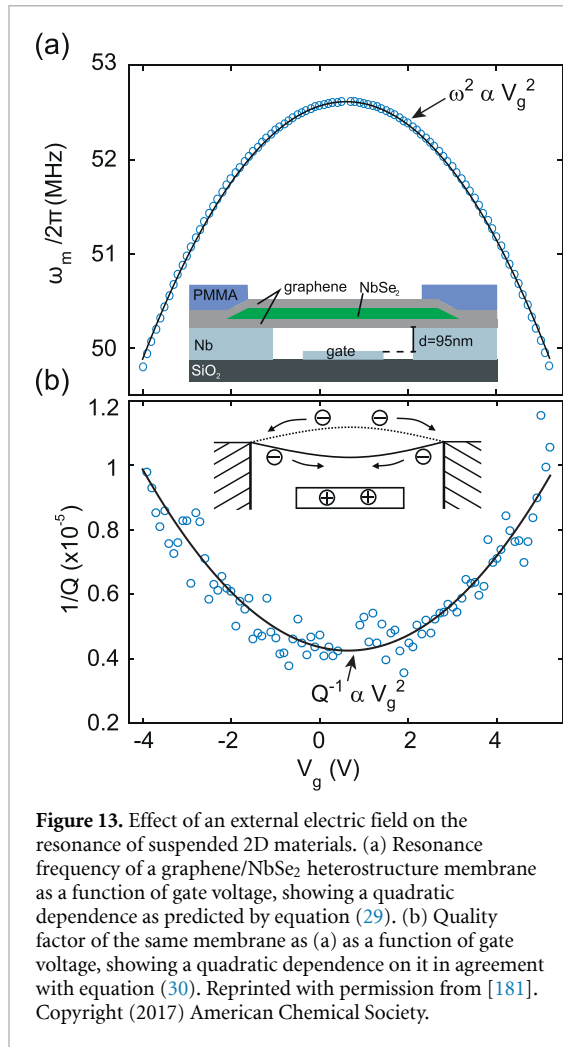 (a)
53
52
51
50
ω_m/2π (MHz)
ω² α V_g²
PMMA
graphene
NbSe₂
Nb
gate
d=95nm
SiO₂
(b)
1.2
1
0.8
0.6
0.4
0.2
1/Q (x10⁻⁵)
⊖ ⊖
⊖ ⊖
⊕ ⊕
Q⁻¹ α V_g²
-4 -2 0 2 4
V_g (V)
Figure 13. Effect of an external electric field on the
resonance of suspended 2D materials. (a) Resonance
frequency of a graphene/NbSe₂ heterostructure membrane
as a function of gate voltage, showing a quadratic
dependence as predicted by equation (29). (b) Quality
factor of the same membrane as (a) as a function of gate
voltage, showing a quadratic dependence on it in agreement
with equation (30). Reprinted with permission from [181].
Copyright (2017) American Chemical Society.